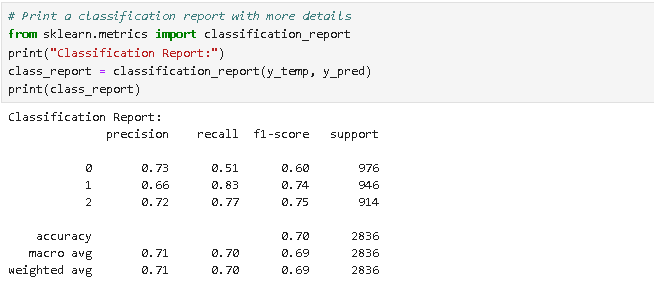 # Print a classification report with more details
from sklearn.metrics import classification_report
print("Classification Report:")
class_report = classification_report(y_temp, y_pred)
print(class_report)
Classification Report:
precision recall f1-score support
0 0.73 0.51 0.60 976
1 0.66 0.83 0.74 946
2 0.72 0.77 0.75 914
accuracy 0.70 2836
macro avg 0.71 0.70 0.69 2836
weighted avg 0.71 0.70 0.69 2836